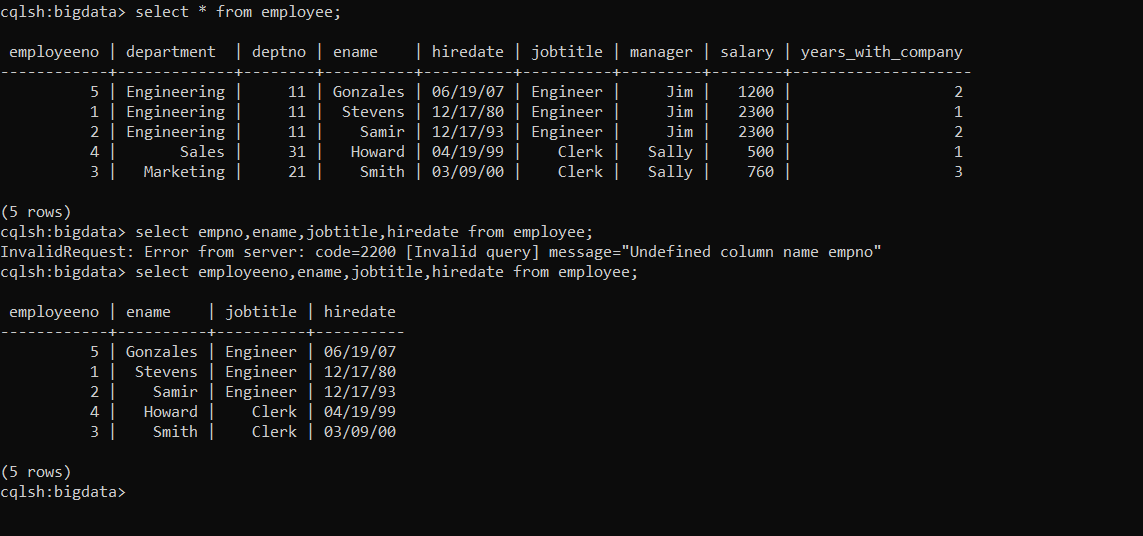 cqlsh:bigdata> select * from employee;
 employeeno | department  | deptno | ename    | hiredate | jobtitle | manager | salary | years_with_company
------------+-------------+--------+----------+----------+----------+---------+--------+--------------------
          5 | Engineering |     11 | Gonzales | 06/19/07 | Engineer |     Jim |   1200 |                  2
          1 | Engineering |     11 |  Stevens | 12/17/80 | Engineer |     Jim |   2300 |                  1
          2 | Engineering |     11 |    Samir | 12/17/93 | Engineer |     Jim |   2300 |                  2
          4 |       Sales |     31 |   Howard | 04/19/99 |    Clerk |   Sally |    500 |                  1
          3 |   Marketing |     21 |    Smith | 03/09/00 |    Clerk |   Sally |    760 |                  3
(5 rows)
cqlsh:bigdata> select empno,ename,jobtitle,hiredate from employee;
InvalidRequest: Error from server: code=2200 [Invalid query] message="Undefined column name empno"
cqlsh:bigdata> select employeeno,ename,jobtitle,hiredate from employee;
 employeeno | ename    | jobtitle | hiredate
------------+----------+----------+----------
          5 | Gonzales | Engineer | 06/19/07
          1 |  Stevens | Engineer | 12/17/80
          2 |    Samir | Engineer | 12/17/93
          4 |   Howard |    Clerk | 04/19/99
          3 |    Smith |    Clerk | 03/09/00
(5 rows)
cqlsh:bigdata>